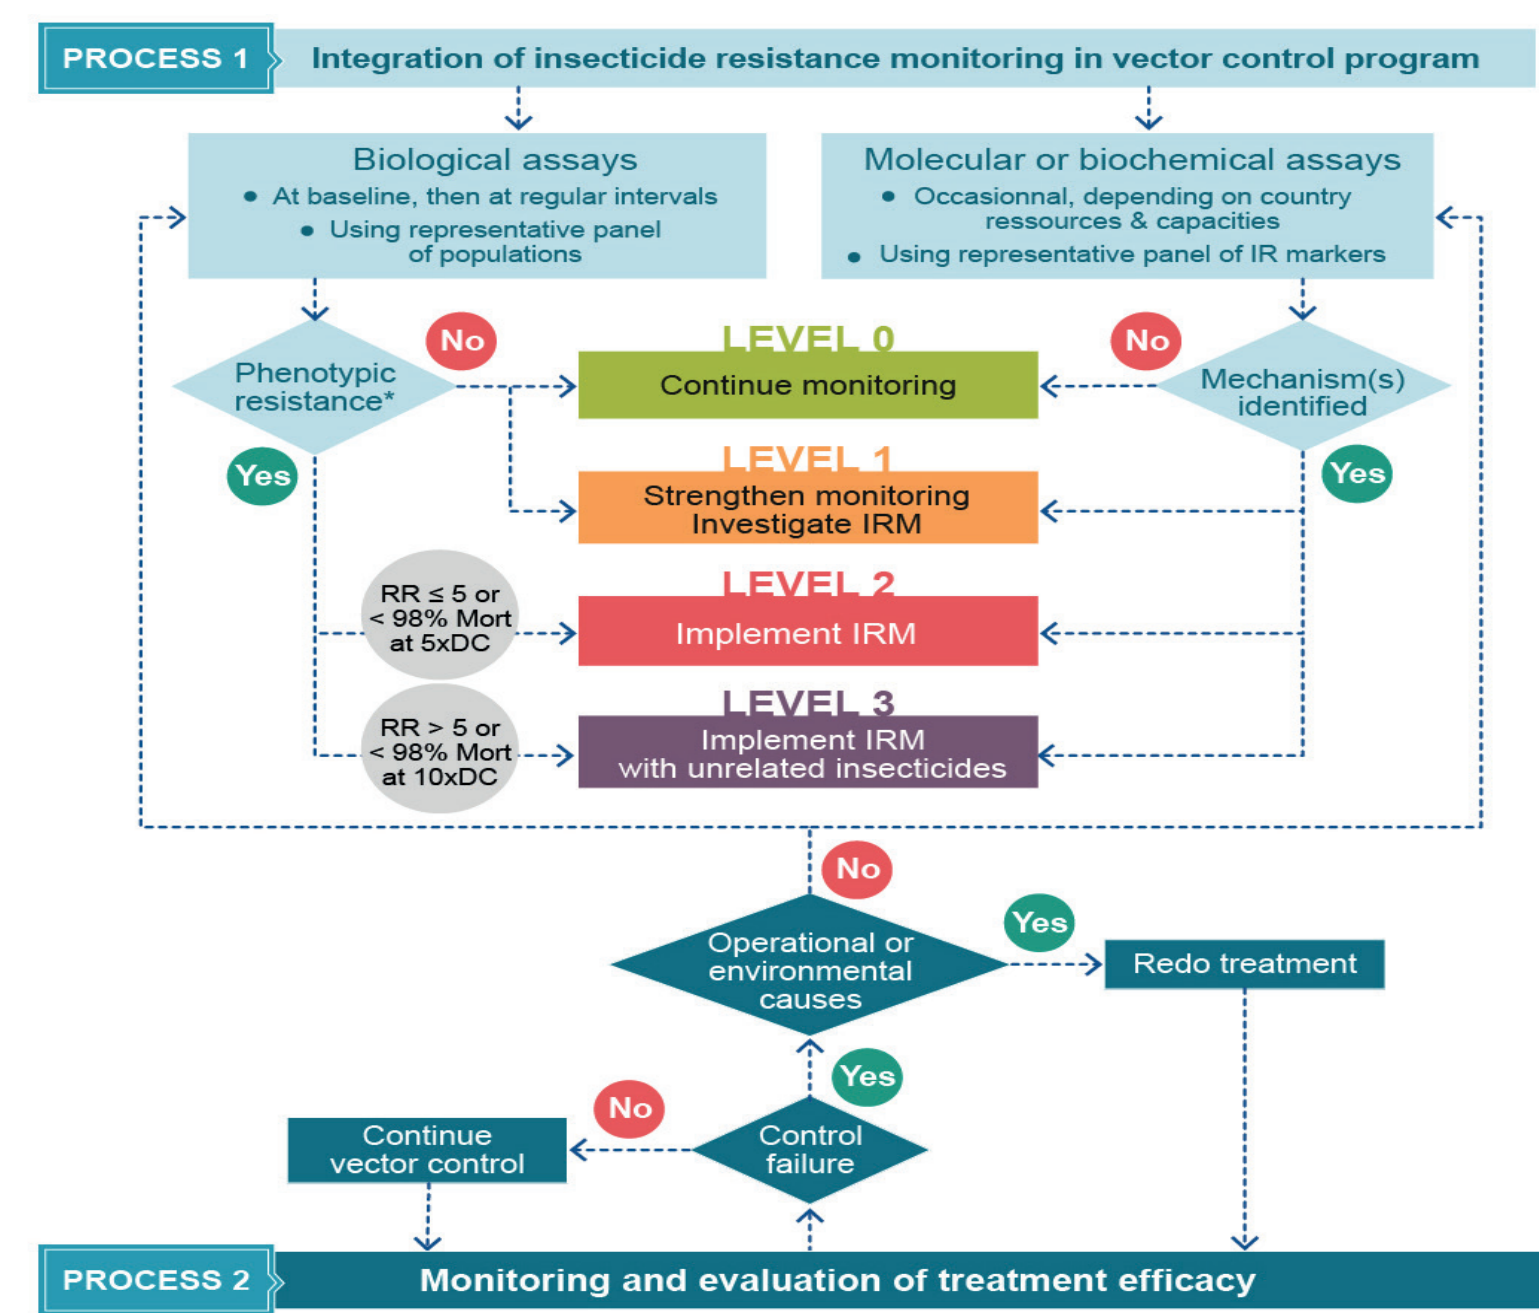 PROCESS 1
Integration of insecticide resistance monitoring in vector control program
Biological assays
• At baseline, then at regular intervals
• Using representative panel
of populations
Molecular or biochemical assays
• Occasionnal, depending on country
ressources & capacities
• Using representative panel of IR markers
Phenotypic
resistance*
No
Yes
LEVEL 0
Continue monitoring
No
Mechanism(s)
identified
Yes
LEVEL 1
Strengthen monitoring
Investigate IRM
RR ≤ 5 or
< 98% Mort
at 5xDC
LEVEL 2
Implement IRM
RR > 5 or
< 98% Mort
at 10xDC
LEVEL 3
Implement IRM
with unrelated insecticides
No
Operational or
environmental
causes
Yes
Redo treatment
Yes
No
Continue
vector control
Control
failure
PROCESS 2
Monitoring and evaluation of treatment efficacy